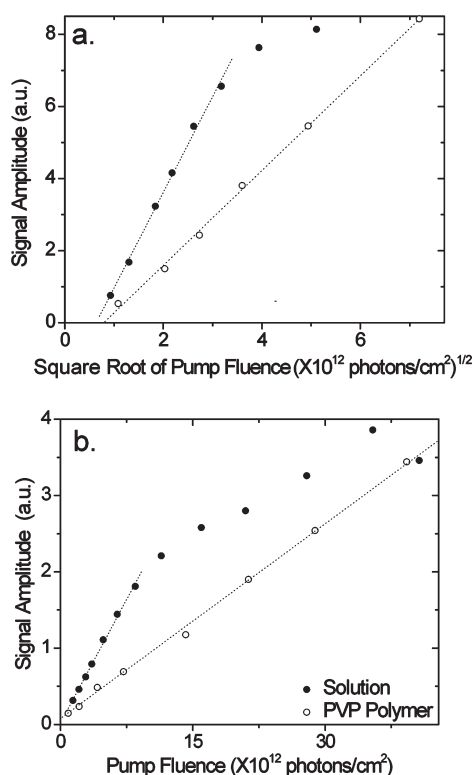 a.
8
6
4
2
0
Signal Amplitude (a.u.)
0 2 4 6 8
Square Root of Pump Fluence (X10¹² photons/cm²)¹/²
b.
4
3
2
1
0
Signal Amplitude (a.u.)
Solution
PVP Polymer
0 15 30
Pump Fluence (X10¹² photons/cm²)